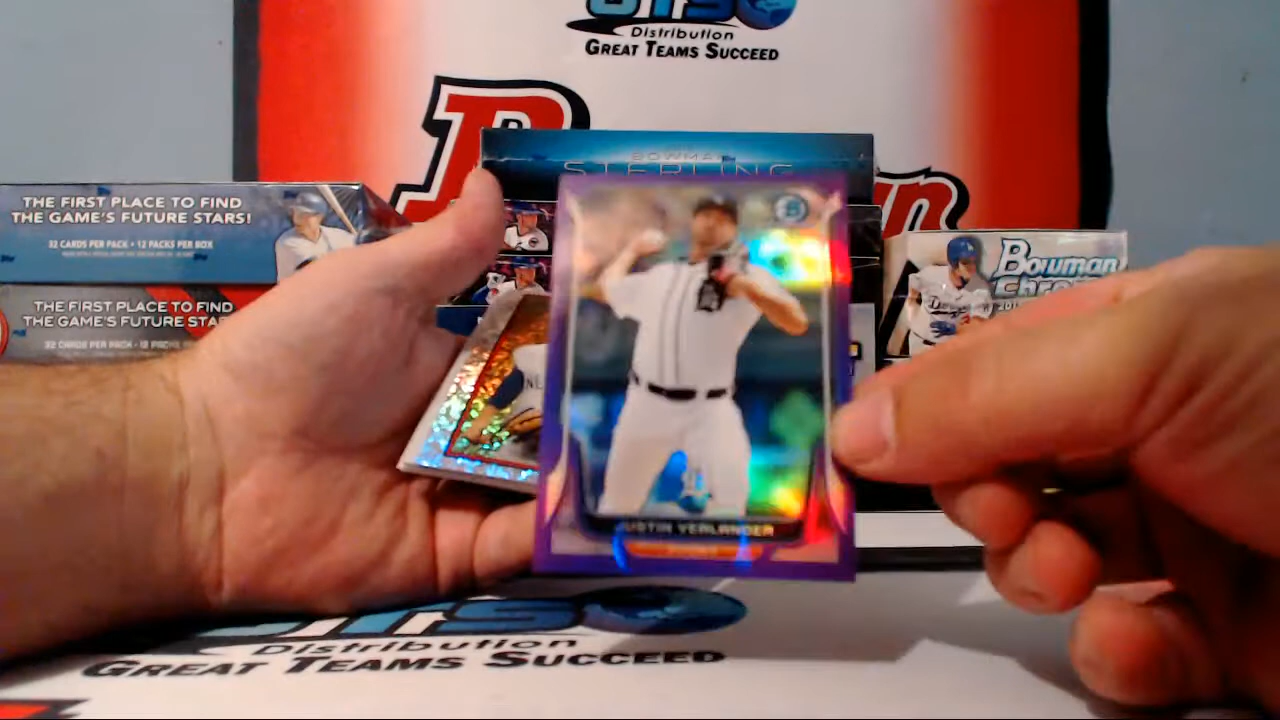 Distribution
GREAT TEAMS SUCCEED
BOWMAN
STERLING
THE FIRST PLACE TO FIND
THE GAME'S FUTURE STARS!
32 CARDS PER PACK • 12 PACKS PER BOX
THE FIRST PLACE TO FIND
THE GAME'S FUTURE STAR
32 CARDS PER PACK • 12 PACKS
Bowman
Chro
Dodgers
JUSTIN VERLANDER
Distribution
GREAT TEAMS SUCCEED